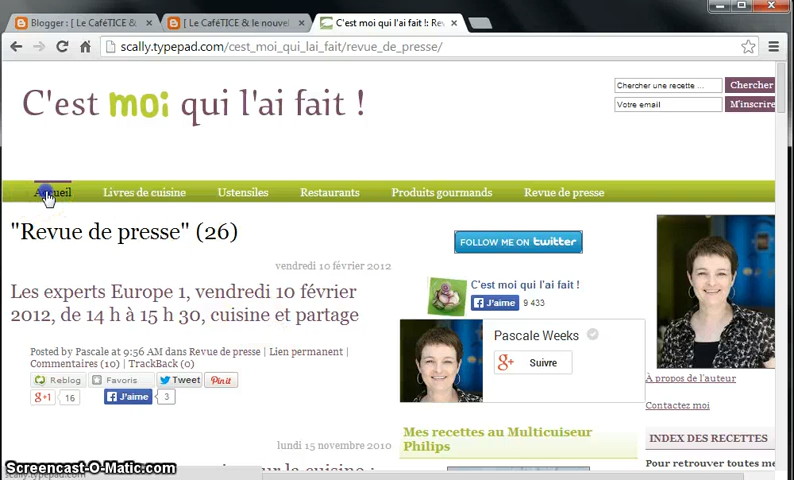 Blogger : [ Le CaféTICE &
[ Le CaféTICE & le nouvel
C'est moi qui l'ai fait !: Rev
scally.typepad.com/cest_moi_qui_lai_fait/revue_de_presse/
C'est moi qui l'ai fait !
Chercher une recette ...
Chercher
Votre email
M'inscrire
Accueil
Livres de cuisine
Ustensiles
Restaurants
Produits gourmands
Revue de presse
"Revue de presse" (26)
vendredi 10 février 2012
Les experts Europe 1, vendredi 10 février
2012, de 14 h à 15 h 30, cuisine et partage
Posted by Pascale at 9:56 AM dans Revue de presse | Lien permanent |
Commentaires (10) | TrackBack (0)
Reblog
Favoris
Tweet
Pin it
g+1
16
J'aime
3
lundi 15 novembre 2010
FOLLOW ME ON twitter
C'est moi qui l'ai fait !
J'aime
9 433
Pascale Weeks
g+
Suivre
Mes recettes au Multicuiseur
Philips
À propos de l'auteur
Contactez moi
INDEX DES RECETTES
Pour retrouver toutes me
Screencast-O-Matic.com
scally.typepad.com